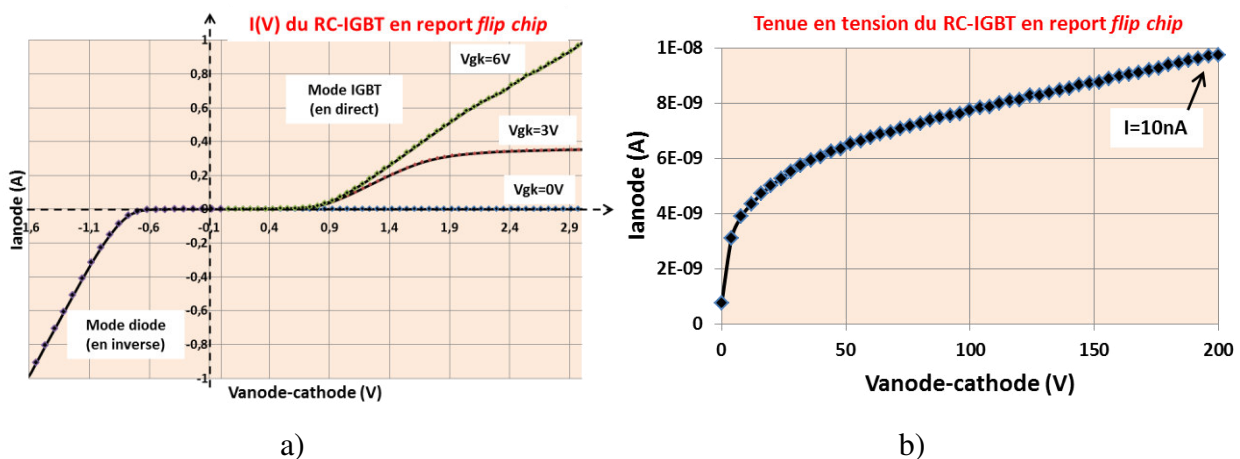 I(V) du RC-IGBT en report flip chip
1
0,8
0,6
0,4
0,2
0
-0,2
-0,4
-0,6
-0,8
-1
Vgk=6V
Mode IGBT
(en direct)
Vgk=3V
Vgk=0V
1,6
-1,1
-0,6
-0,1
0,4
0,9
1,4
1,9
2,4
2,9
Mode diode
(en inverse)
Ianode (A)
Vanode-cathode (V)
a)
Tenue en tension du RC-IGBT en report flip chip
1E-08
8E-09
6E-09
4E-09
2E-09
0
I=10nA
0
50
100
150
200
Ianode (A)
Vanode-cathode (V)
b)